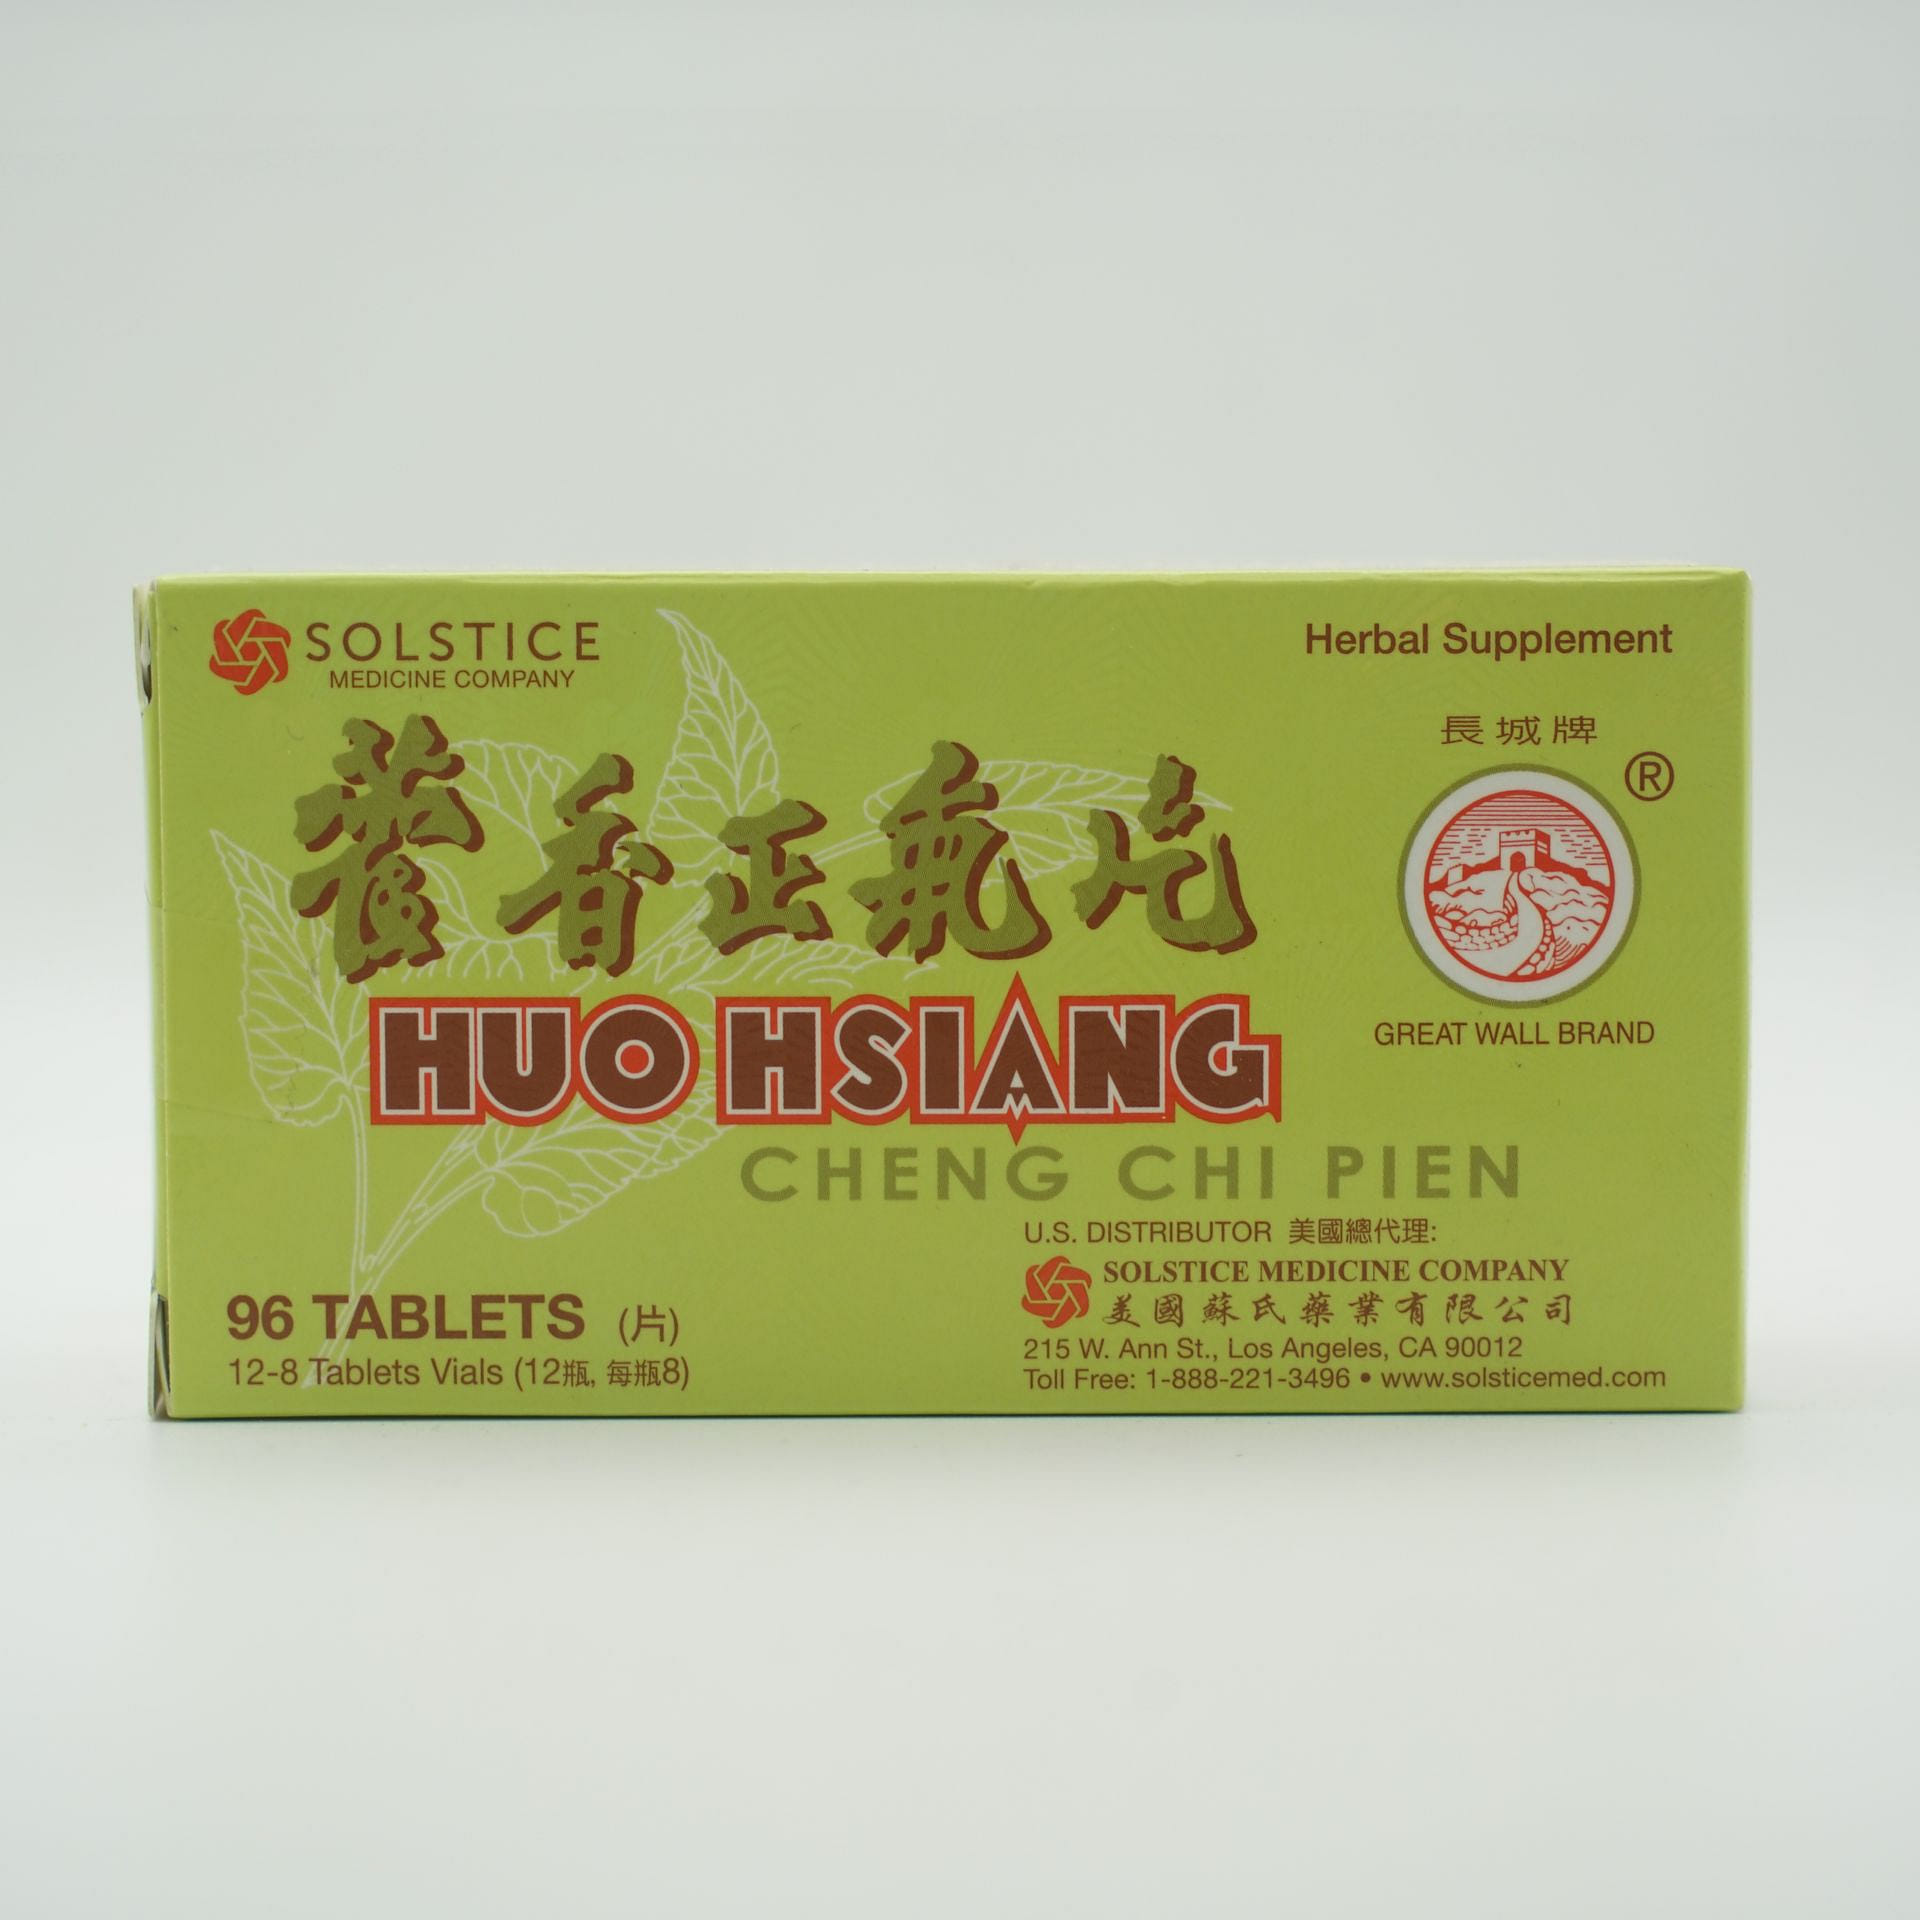 SOLSTICE
MEDICINE COMPANY
Herbal Supplement
長城牌
®
藿香正氣片
HUO HSIANG
GREAT WALL BRAND
CHENG CHI PIEN
U.S. DISTRIBUTOR 美國總代理:
SOLSTICE MEDICINE COMPANY
美國蘇氏藥業有限公司
215 W. Ann St., Los Angeles, CA 90012
Toll Free: 1-888-221-3496 • www.solsticemed.com
96 TABLETS (片)
12-8 Tablets Vials (12瓶, 每瓶8)